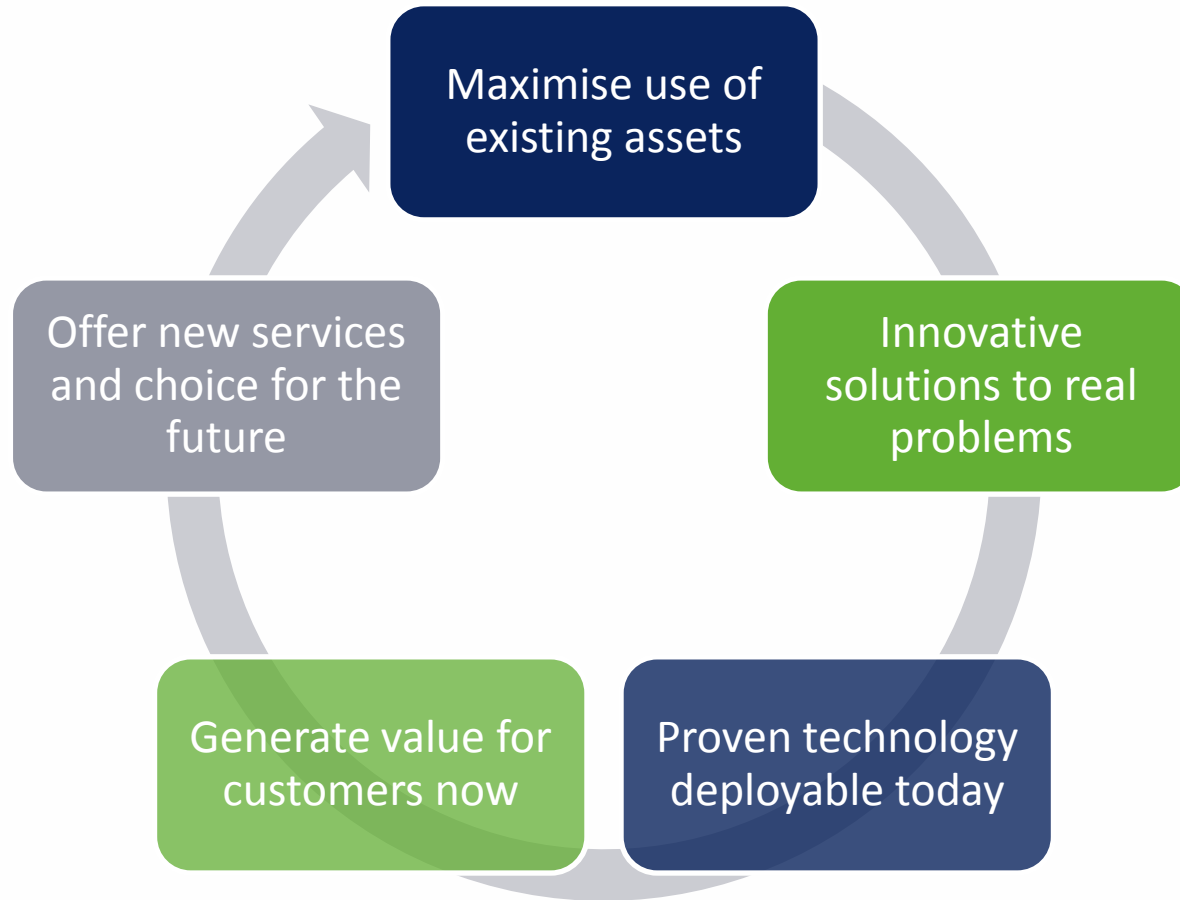 Maximise use of
existing assets
Innovative
solutions to real
problems
Proven technology
deployable today
Generate value for
customers now
Offer new services
and choice for the
future